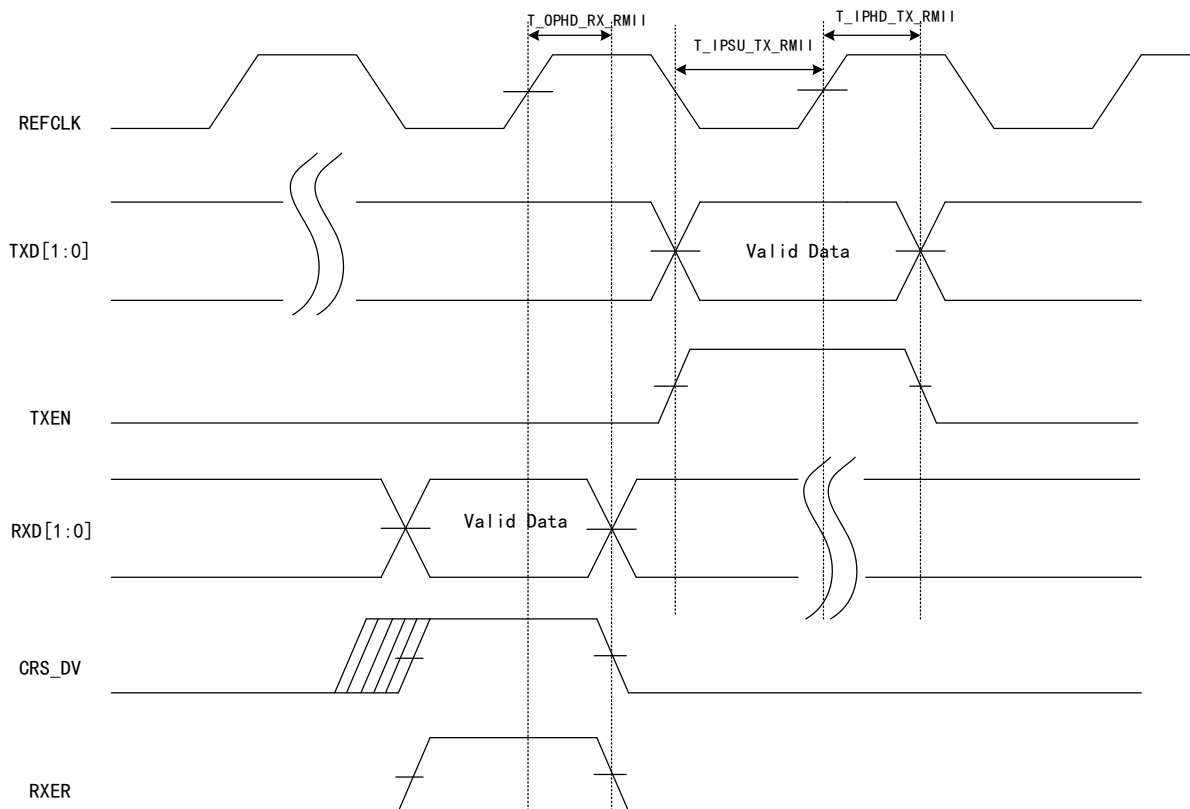 T_OPHD_RX_RMII
T_IPHD_TX_RMII
T_IPSU_TX_RMII
REFCLK
TXD[1:0]
Valid Data
TXEN
RXD[1:0]
Valid Data
CRS_DV
RXER